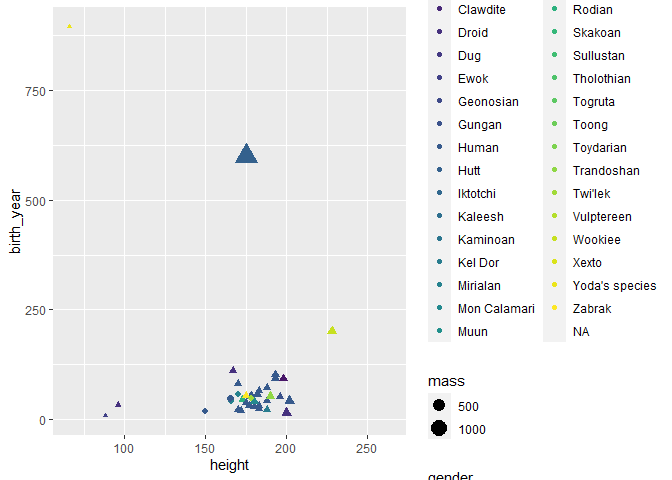 750
500
250
0
birth_year
100
150
200
250
height
Clawdite
Droid
Dug
Ewok
Geonosian
Gungan
Human
Hutt
Iktotchi
Kaleesh
Kaminoan
Kel Dor
Mirialan
Mon Calamari
Muun
Rodian
Skakoan
Sullustan
Tholothian
Togruta
Toong
Toydarian
Trandoshan
Twi'lek
Vulptereen
Wookiee
Xexto
Yoda's species
Zabrak
NA
mass
500
1000
gender